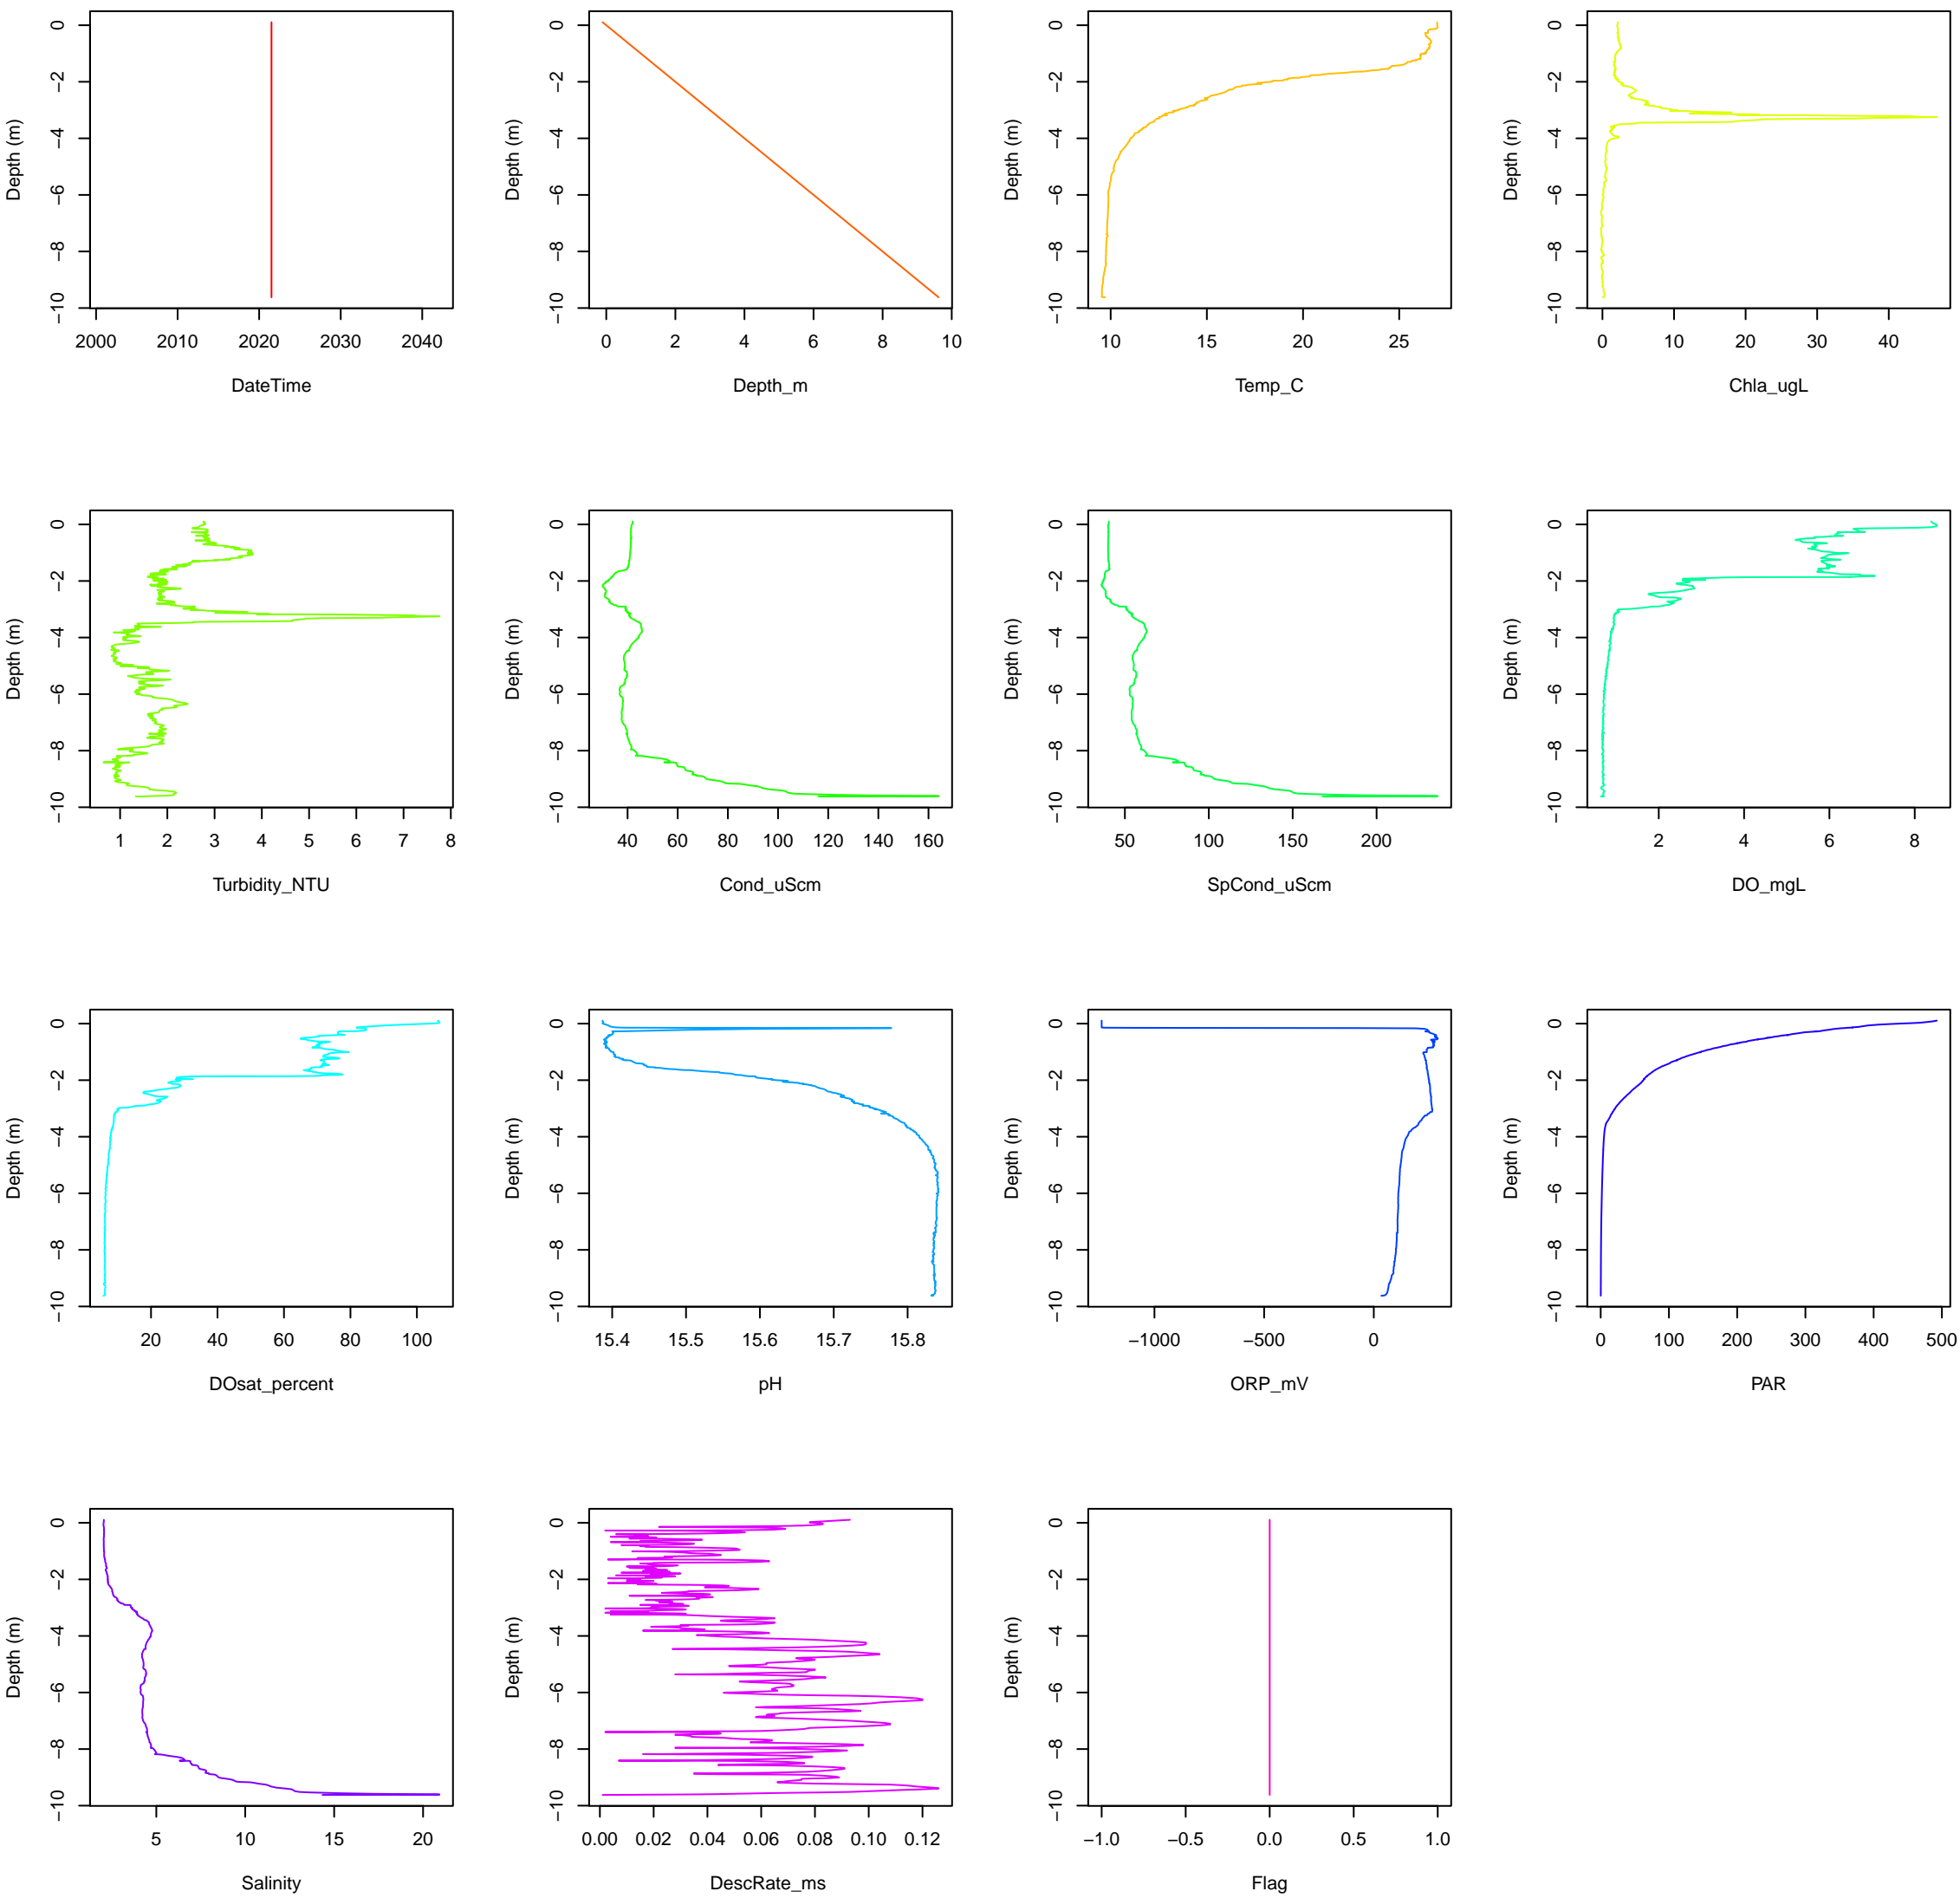 0 0 0 0
−2 −2 −2 −2
−4 −4 −4 −4
Depth (m) Depth (m) Depth (m) Depth (m)
−6 −6 −6 −6
−8 −8 −8 −8
−10 −10 −10 −10
2000 2010 2020 2030 2040 0 2 4 6 8 10 10 15 20 25 0 10 20 30 40
DateTime Depth_m Temp_C Chla_ugL
0 0 0 0
−2 −2 −2 −2
−4 −4 −4 −4
Depth (m) Depth (m) Depth (m) Depth (m)
−6 −6 −6 −6
−8 −8 −8 −8
−10 −10 −10 −10
1 2 3 4 5 6 7 8 40 60 80 100 120 140 160 50 100 150 200 2 4 6 8
Turbidity_NTU Cond_uScm SpCond_uScm DO_mgL
0 0 0 0
−2 −2 −2 −2
−4 −4 −4 −4
Depth (m) Depth (m) Depth (m) Depth (m)
−6 −6 −6 −6
−8 −8 −8 −8
−10 −10 −10 −10
20 40 60 80 100 15.4 15.5 15.6 15.7 15.8 −1000 −500 0 0 100 200 300 400 500
DOsat_percent pH ORP_mV PAR
0 0 0
−2 −2 −2
−4 −4 −4
Depth (m) Depth (m) Depth (m)
−6 −6 −6
−8 −8 −8
−10 −10 −10
5 10 15 20 0.00 0.02 0.04 0.06 0.08 0.10 0.12 −1.0 −0.5 0.0 0.5 1.0
Salinity DescRate_ms Flag